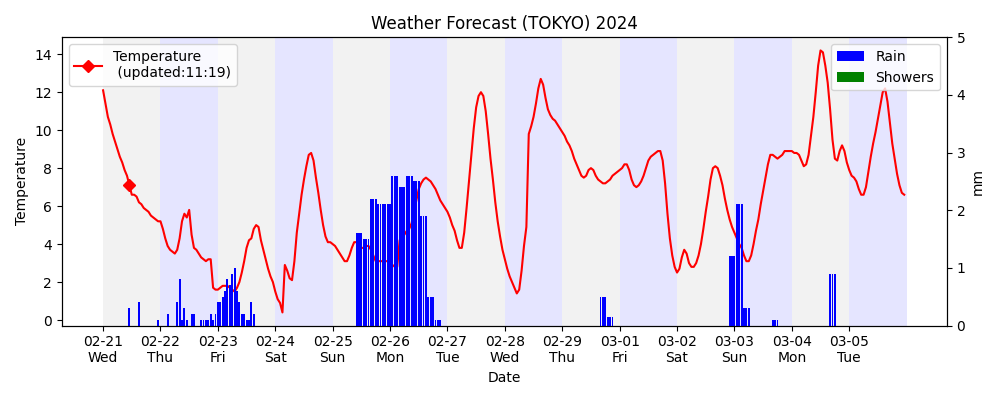 Weather Forecast (TOKYO) 2024
Temperature
(updated:11:19)
Rain
Showers
14
12
10
8
6
4
2
0
Temperature
5
4
3
2
1
0
mm
02-21 02-22 02-23 02-24 02-25 02-26 02-27 02-28 02-29 03-01 03-02 03-03 03-04 03-05
Wed Thu Fri Sat Sun Mon Tue Wed Thu Fri Sat Sun Mon Tue
Date